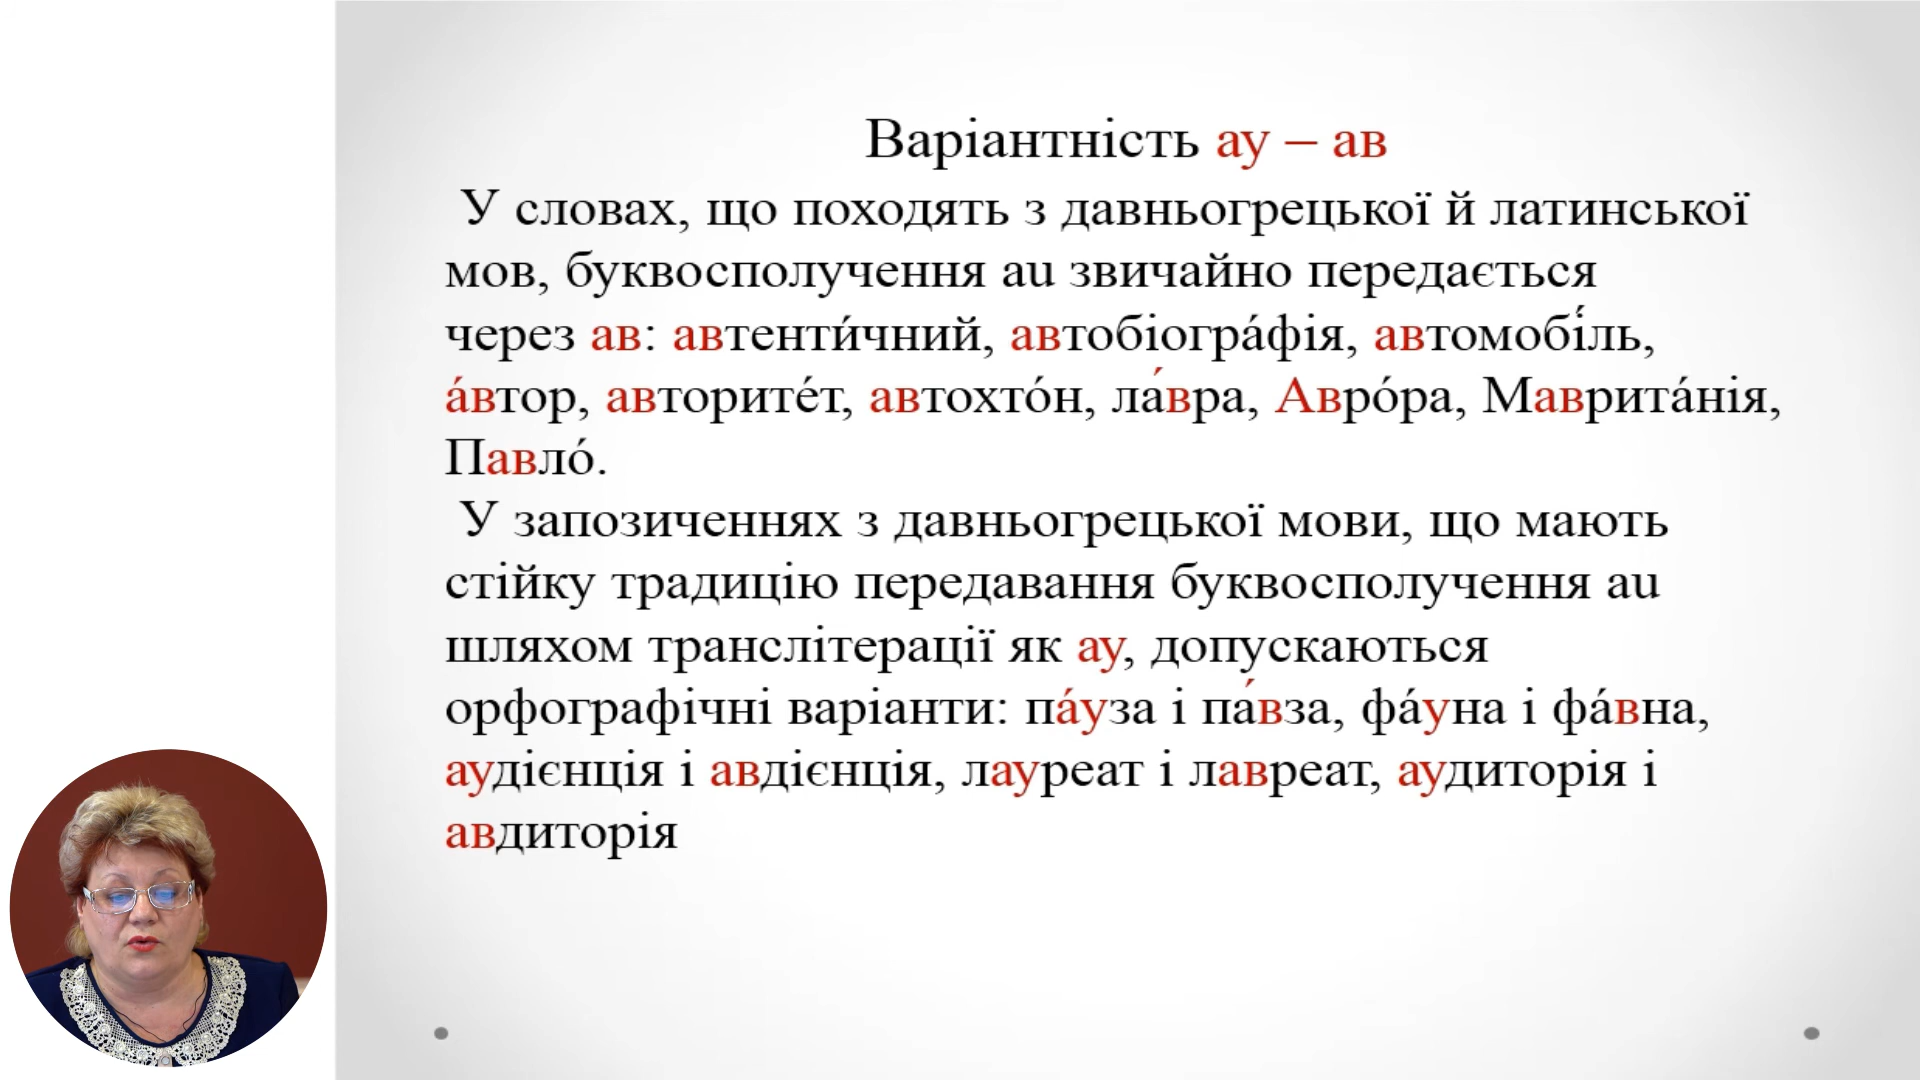 Варіантність ау – ав
У словах, що походять з давньогрецької й латинської
мов, буквосполучення au звичайно передається
через ав: автенти́чний, автобіогра́фія, автомобі́ль,
а́втор, авторите́т, автохто́н, ла́вра, Авро́ра, Маврита́нія,
Павло́.
У запозиченнях з давньогрецької мови, що мають
стійку традицію передавання буквосполучення au
шляхом транслітерації як ау, допускаються
орфографічні варіанти: па́уза і па́вза, фа́уна і фа́вна,
аудієнція і авдієнція, лауреат і лавреат, аудиторія і
авдиторія